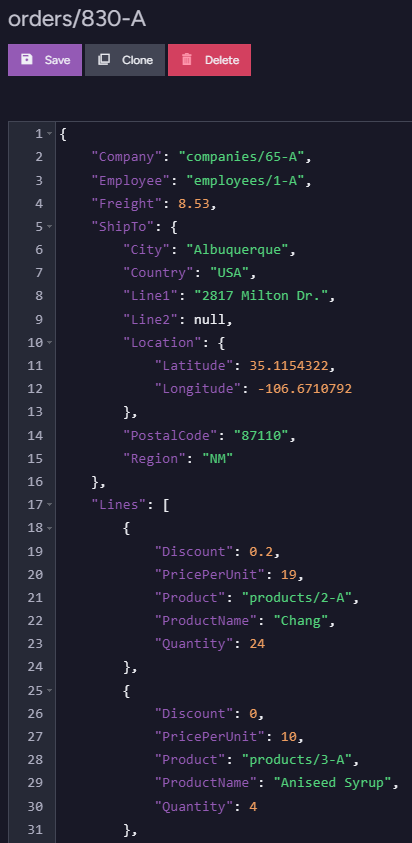 orders/830-A
Save Clone Delete
1 {
2 "Company": "companies/65-A",
3 "Employee": "employees/1-A",
4 "Freight": 8.53,
5 "ShipTo": {
6 "City": "Albuquerque",
7 "Country": "USA",
8 "Line1": "2817 Milton Dr.",
9 "Line2": null,
10 "Location": {
11 "Latitude": 35.1154322,
12 "Longitude": -106.6710792
13 },
14 "PostalCode": "87110",
15 "Region": "NM"
16 },
17 "Lines": [
18 {
19 "Discount": 0.2,
20 "PricePerUnit": 19,
21 "Product": "products/2-A",
22 "ProductName": "Chang",
23 "Quantity": 24
24 },
25 {
26 "Discount": 0,
27 "PricePerUnit": 10,
28 "Product": "products/3-A",
29 "ProductName": "Aniseed Syrup",
30 "Quantity": 4
31 },